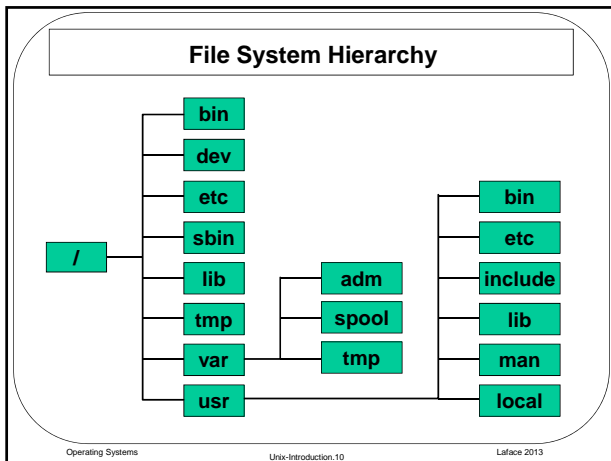 File System Hierarchy
/
bin
dev
etc
sbin
lib
tmp
var
usr
adm
spool
tmp
bin
etc
include
lib
man
local
Operating Systems
Unix-Introduction.10
Laface 2013